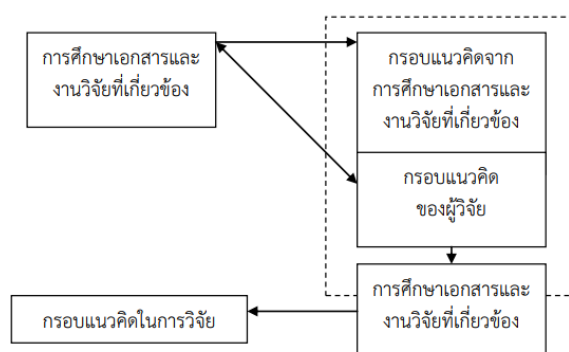 การศึกษาเอกสารและ
งานวิจัยที่เกี่ยวข้อง
กรอบแนวคิดจาก
การศึกษาเอกสารและ
งานวิจัยที่เกี่ยวข้อง
กรอบแนวคิด
ของผู้วิจัย
การศึกษาเอกสารและ
งานวิจัยที่เกี่ยวข้อง
กรอบแนวคิดในการวิจัย